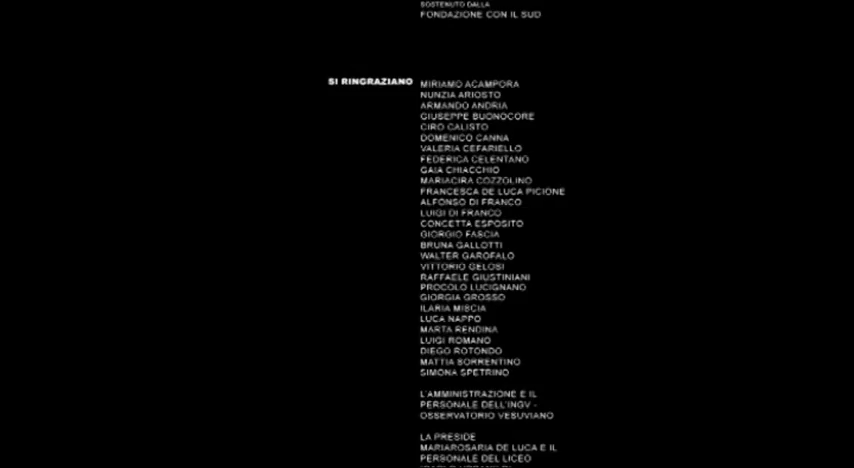 SOSTENUTO DALLA
FONDAZIONE CON IL SUD
SI RINGRAZIANO
MIRIAMO ACAMPORA
NUNZIA ARIOSTO
ARMANDO ANDRIA
GIUSEPPE BUONOCORE
CIRO CALISTO
DOMENICO CANNA
VALERIA CEFARIELLO
FEDERICA CELENTANO
GAIA CHIACCHIO
MARIACIRA COZZOLINO
FRANCESCA DE LUCA PICIONE
ALFONSO DI FRANCO
LUIGI DI FRANCO
CONCETTA ESPOSITO
GIORGIO FASCIA
BRUNA GALLOTTI
WALTER GAROFALO
VITTORIO GELOSI
RAFFAELE GIUSTINIANI
PROCOLO LUCIGNANO
GIORGIA GROSSO
ILARIA MISCIA
LUCA NAPPO
MARTA RENDINA
LUIGI ROMANO
DIEGO ROTONDO
MATTIA SORRENTINO
SIMONA SPETRINO
L'AMMINISTRAZIONE E IL
PERSONALE DELL'INGV -
OSSERVATORIO VESUVIANO
LA PRESIDE
MARIAROSARIA DE LUCA E IL
PERSONALE DEL LICEO